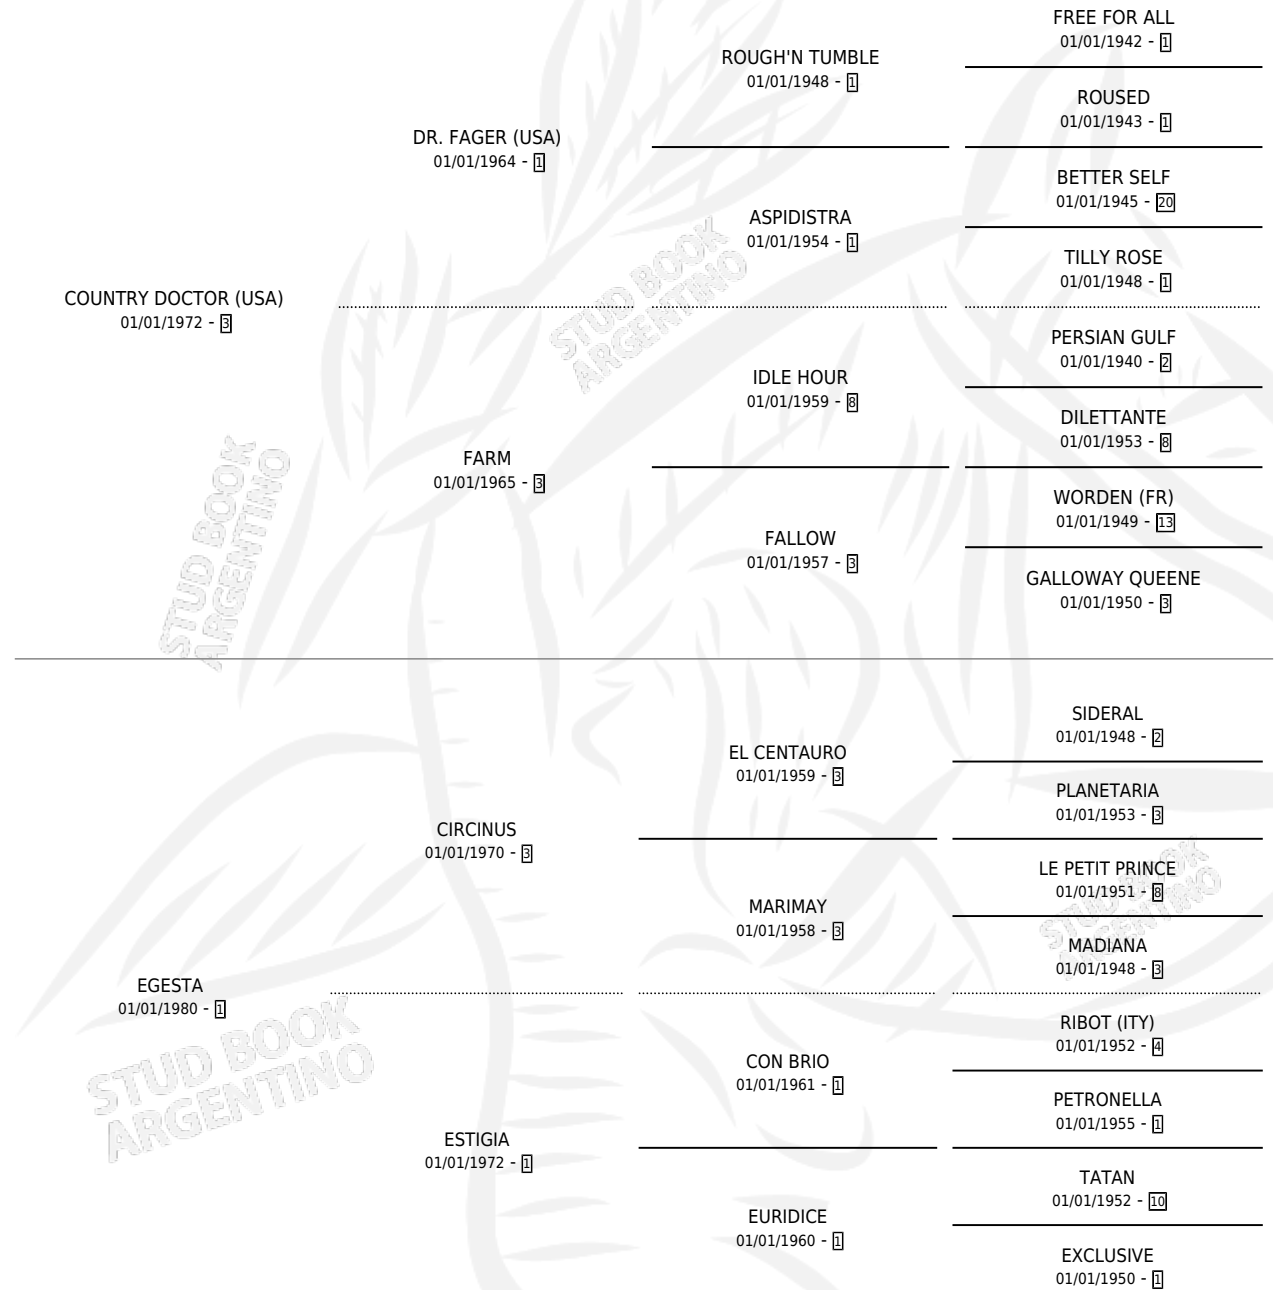 FREE FOR ALL
01/01/1942 - 1
ROUGH'N TUMBLE
01/01/1948 - 1
ROUSED
01/01/1943 - 1
DR. FAGER (USA)
01/01/1964 - 1
BETTER SELF
01/01/1945 - 20
ASPIDISTRA
01/01/1954 - 1
TILLY ROSE
01/01/1948 - 1
COUNTRY DOCTOR (USA)
01/01/1972 - 3
PERSIAN GULF
01/01/1940 - 2
IDLE HOUR
01/01/1959 - 8
DILETTANTE
01/01/1953 - 8
FARM
01/01/1965 - 3
WORDEN (FR)
01/01/1949 - 13
FALLOW
01/01/1957 - 3
GALLOWAY QUEENE
01/01/1950 - 3
SIDERAL
01/01/1948 - 2
EL CENTAURO
01/01/1959 - 3
PLANETARIA
01/01/1953 - 3
CIRCINUS
01/01/1970 - 3
LE PETIT PRINCE
01/01/1951 - 8
MARIMAY
01/01/1958 - 3
MADIANA
01/01/1948 - 3
EGESTA
01/01/1980 - 1
RIBOT (ITY)
01/01/1952 - 4
CON BRIO
01/01/1961 - 1
PETRONELLA
01/01/1955 - 1
ESTIGIA
01/01/1972 - 1
TATAN
01/01/1952 - 10
EURIDICE
01/01/1960 - 1
EXCLUSIVE
01/01/1950 - 1
STUD BOOK
ARGENTINO
STUD BOOK
ARGENTINO
STUD BOOK
ARGENTINO
STUD BOOK
ARGENTINO